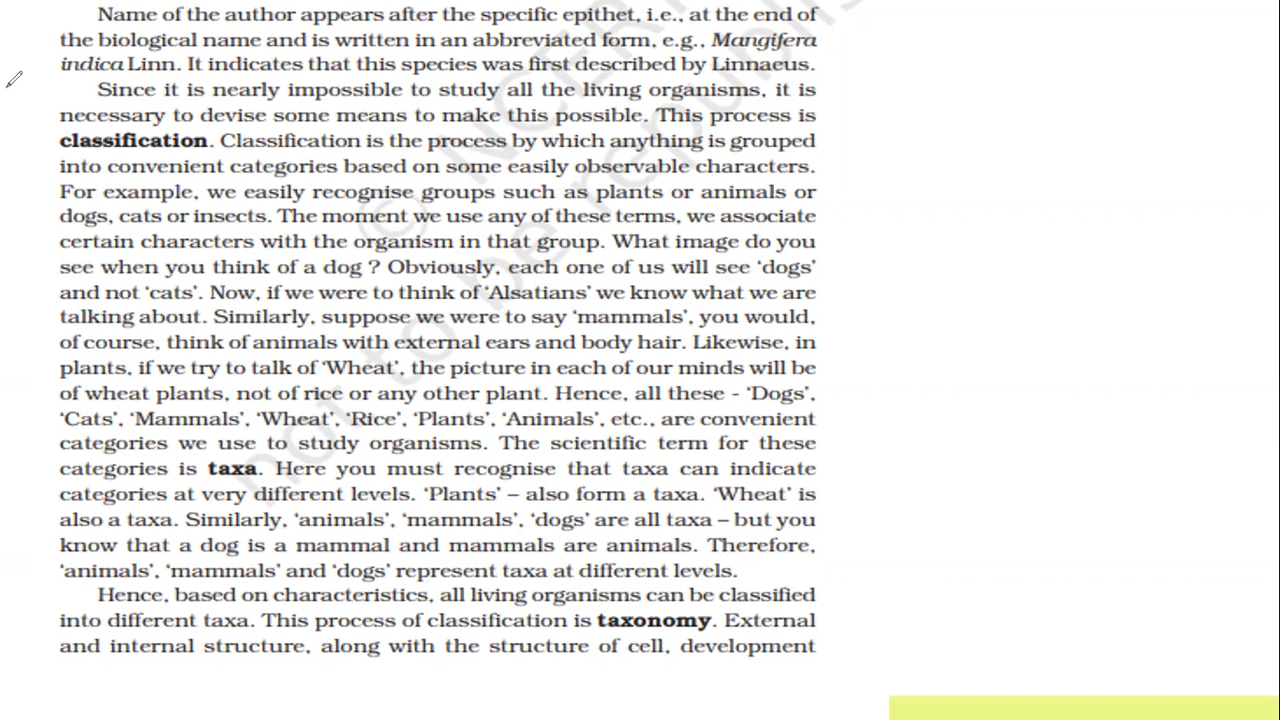 Name of the author appears after the specific epithet, i.e., at the end of
the biological name and is written in an abbreviated form, e.g., Mangifera
indica Linn. It indicates that this species was first described by Linnaeus.
Since it is nearly impossible to study all the living organisms, it is
necessary to devise some means to make this possible. This process is
classification. Classification is the process by which anything is grouped
into convenient categories based on some easily observable characters.
For example, we easily recognise groups such as plants or animals or
dogs, cats or insects. The moment we use any of these terms, we associate
certain characters with the organism in that group. What image do you
see when you think of a dog ? Obviously, each one of us will see ‘dogs’
and not ‘cats’. Now, if we were to think of ‘Alsatians’ we know what we are
talking about. Similarly, suppose we were to say ‘mammals’, you would,
of course, think of animals with external ears and body hair. Likewise, in
plants, if we try to talk of ‘Wheat’, the picture in each of our minds will be
of wheat plants, not of rice or any other plant. Hence, all these - ‘Dogs’,
‘Cats’, ‘Mammals’, ‘Wheat’, ‘Rice’, ‘Plants’, ‘Animals’, etc., are convenient
categories we use to study organisms. The scientific term for these
categories is taxa. Here you must recognise that taxa can indicate
categories at very different levels. ‘Plants’ – also form a taxa. ‘Wheat’ is
also a taxa. Similarly, ‘animals’, ‘mammals’, ‘dogs’ are all taxa – but you
know that a dog is a mammal and mammals are animals. Therefore,
‘animals’, ‘mammals’ and ‘dogs’ represent taxa at different levels.
Hence, based on characteristics, all living organisms can be classified
into different taxa. This process of classification is taxonomy. External
and internal structure, along with the structure of cell, development
© NCERT
not to be republis